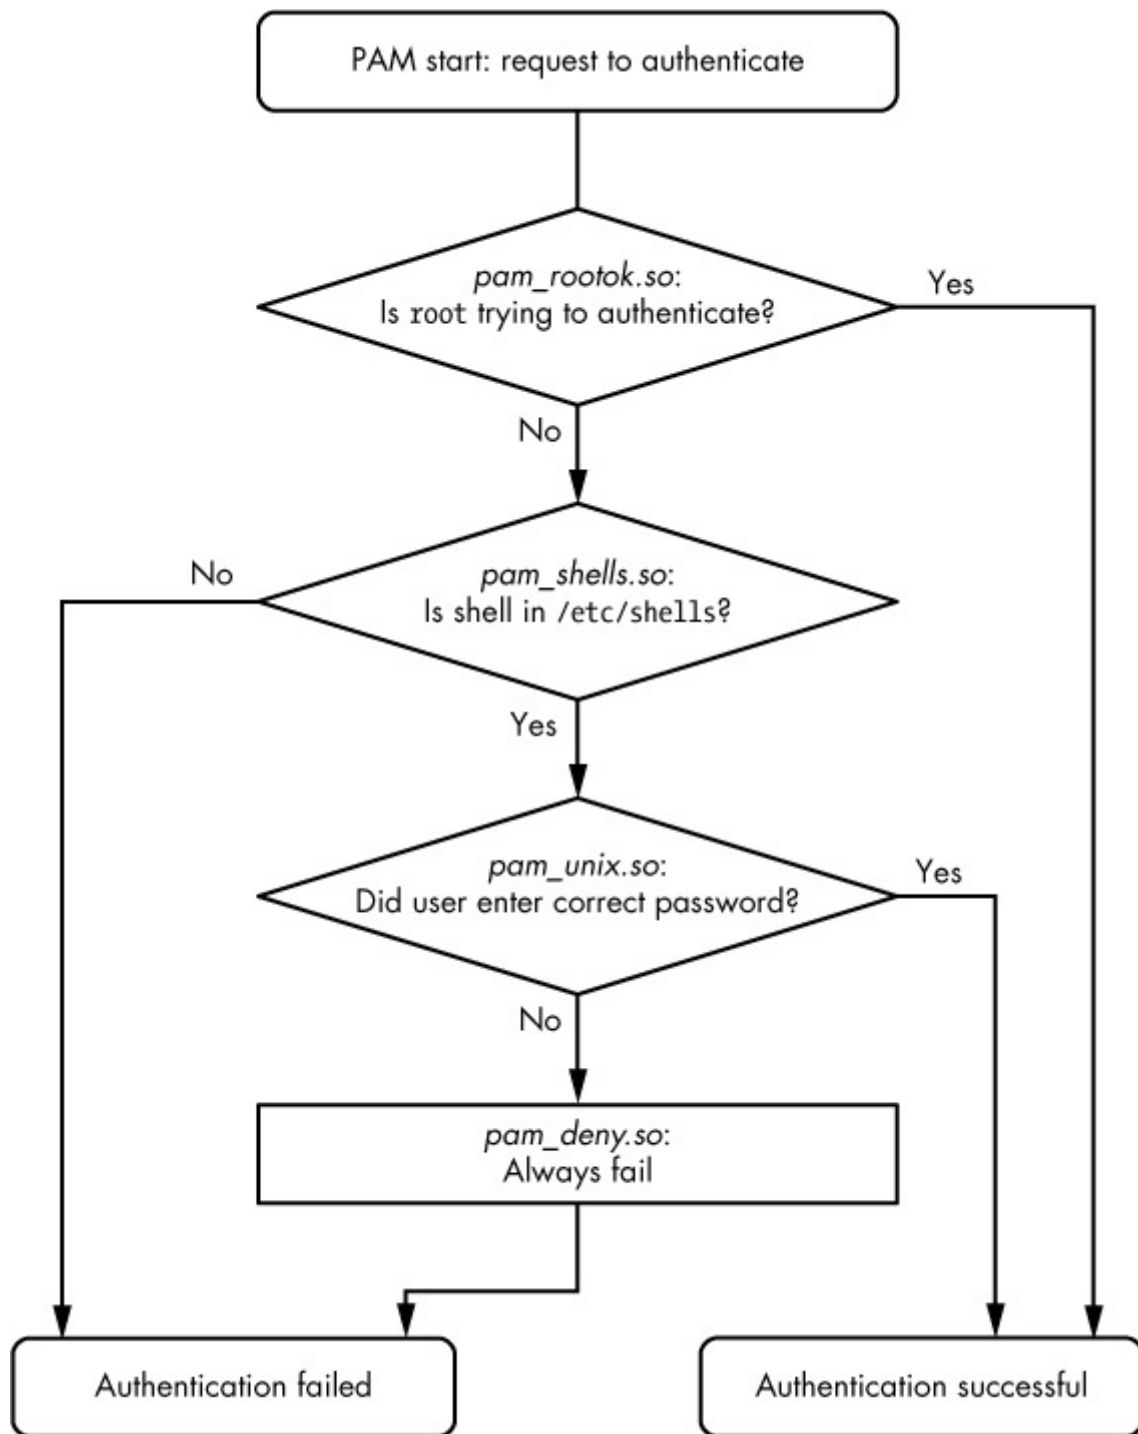 PAM start: request to authenticate
pam_rootok.so:
Is root trying to authenticate?
Yes
No
pam_shells.so:
Is shell in /etc/shells?
No
Yes
pam_unix.so:
Did user enter correct password?
Yes
No
pam_deny.so:
Always fail
Authentication failed
Authentication successful